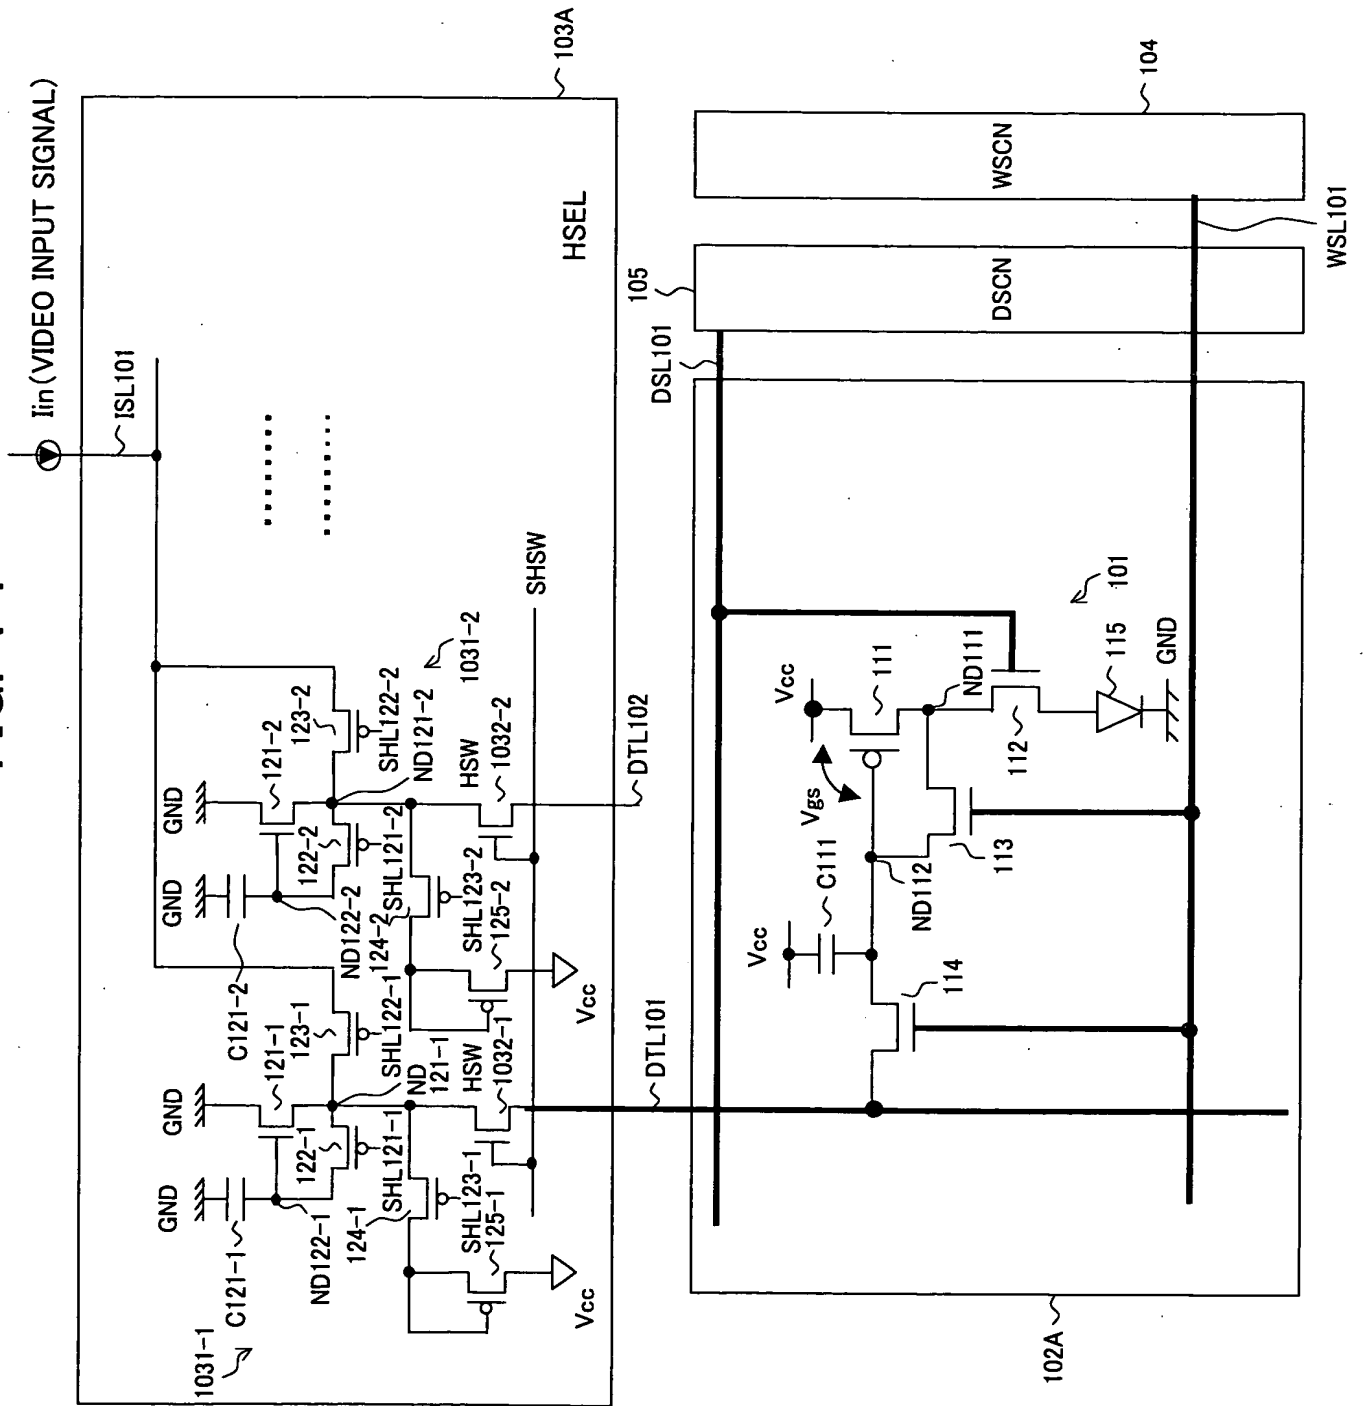 Iin(VIDEO INPUT SIGNAL)
ISL101
103A
HSEL
GND
GND
GND
GND
C121-1
121-1
C121-2
121-2
123-1
123-2
122-1
122-2
ND122-1
ND122-2
SHL121-1
SHL122-1
SHL121-2
SHL122-2
ND
121-1
ND121-2
1031-1
1031-2
124-1
124-2
SHL123-1
SHL123-2
125-1
125-2
HSW
1032-1
HSW
1032-2
SHSW
Vcc
Vcc
DTL101
DTL102
DSL101
105
104
DSCN
WSCN
WSL101
Vcc
C111
Vcc
Vgs
111
ND111
ND112
112
113
114
115
GND
101
102A